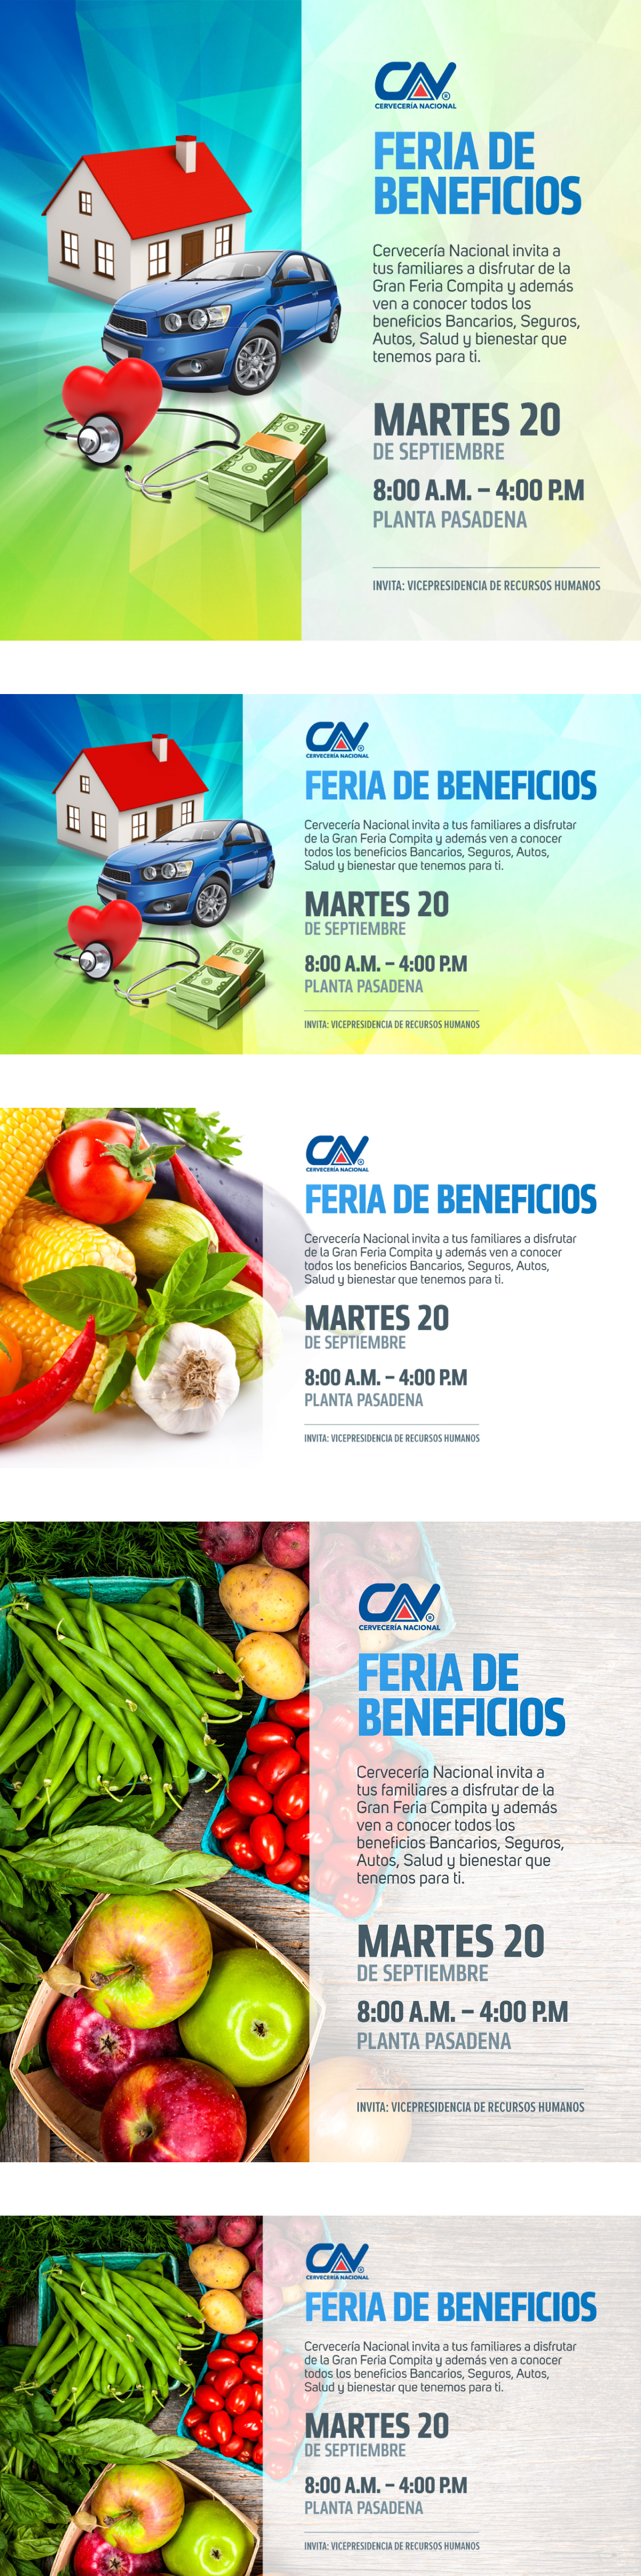 CN
CERVECERÍA NACIONAL
FERIA DE
BENEFICIOS
Cervecería Nacional invita a
tus familiares a disfrutar de la
Gran Feria Compita y además
ven a conocer todos los
beneficios Bancarios, Seguros,
Autos, Salud y bienestar que
tenemos para ti.
MARTES 20
DE SEPTIEMBRE
8:00 A.M. – 4:00 P.M
PLANTA PASADENA
INVITA: VICEPRESIDENCIA DE RECURSOS HUMANOS
CN
CERVECERÍA NACIONAL
FERIA DE BENEFICIOS
Cervecería Nacional invita a tus familiares a disfrutar
de la Gran Feria Compita y además ven a conocer
todos los beneficios Bancarios, Seguros, Autos,
Salud y bienestar que tenemos para ti.
MARTES 20
DE SEPTIEMBRE
8:00 A.M. – 4:00 P.M
PLANTA PASADENA
INVITA: VICEPRESIDENCIA DE RECURSOS HUMANOS
CN
CERVECERÍA NACIONAL
FERIA DE BENEFICIOS
Cervecería Nacional invita a tus familiares a disfrutar
de la Gran Feria Compita y además ven a conocer
todos los beneficios Bancarios, Seguros, Autos,
Salud y bienestar que tenemos para ti.
MARTES 20
DE SEPTIEMBRE
8:00 A.M. – 4:00 P.M
PLANTA PASADENA
INVITA: VICEPRESIDENCIA DE RECURSOS HUMANOS
CN
CERVECERÍA NACIONAL
FERIA DE
BENEFICIOS
Cervecería Nacional invita a
tus familiares a disfrutar de la
Gran Feria Compita y además
ven a conocer todos los
beneficios Bancarios, Seguros,
Autos, Salud y bienestar que
tenemos para ti.
MARTES 20
DE SEPTIEMBRE
8:00 A.M. – 4:00 P.M
PLANTA PASADENA
INVITA: VICEPRESIDENCIA DE RECURSOS HUMANOS
CN
CERVECERÍA NACIONAL
FERIA DE BENEFICIOS
Cervecería Nacional invita a tus familiares a disfrutar
de la Gran Feria Compita y además ven a conocer
todos los beneficios Bancarios, Seguros, Autos,
Salud y bienestar que tenemos para ti.
MARTES 20
DE SEPTIEMBRE
8:00 A.M. – 4:00 P.M
PLANTA PASADENA
INVITA: VICEPRESIDENCIA DE RECURSOS HUMANOS